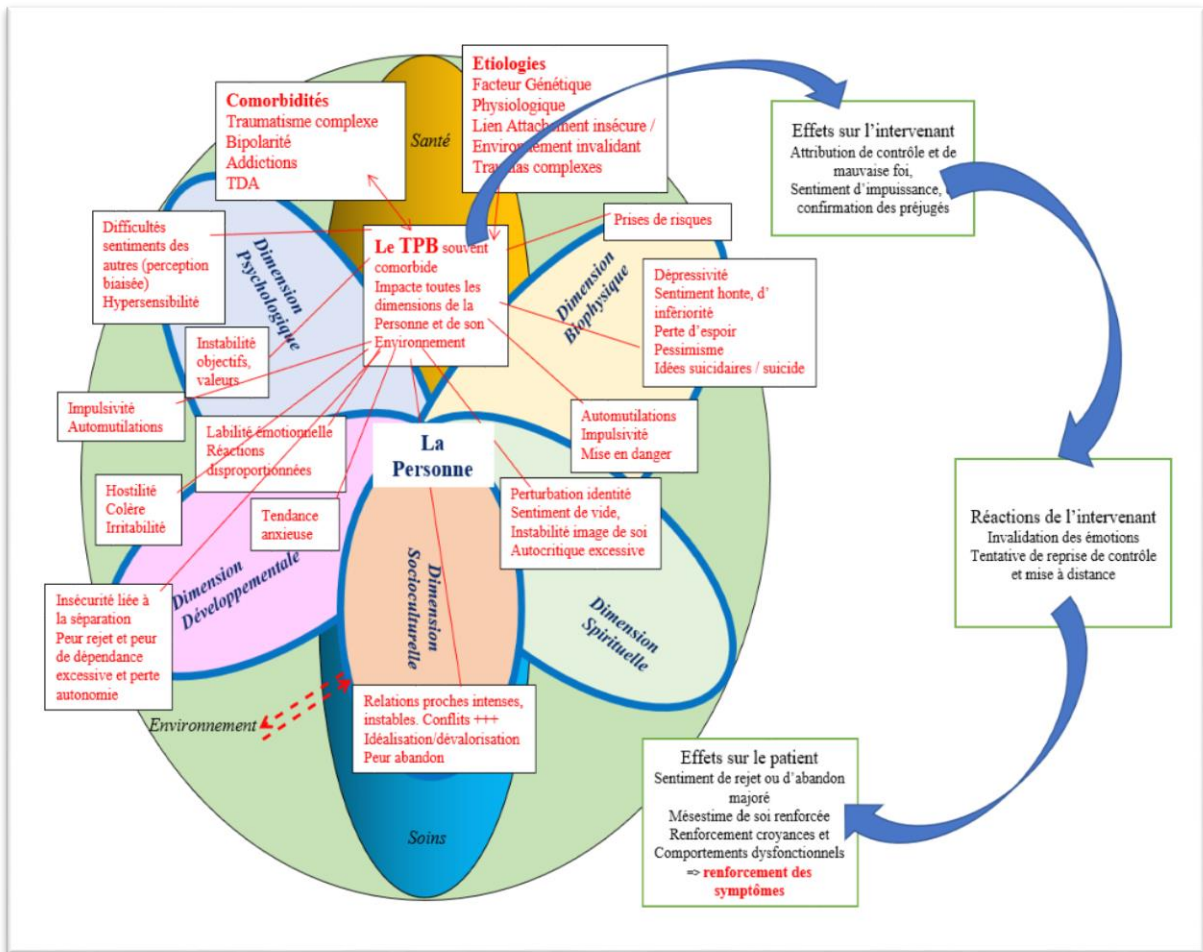 Comorbidités
Traumatisme complexe
Bipolarité
Addictions
TDA
Santé
Etiologies
Facteur Génétique
Physiologique
Lien Attachement insécure /
Environnement invalidant
complexes
Effets sur l'intervenant
Attribution de contrôle et de
mauvaise foi,
Sentiment d'impuissance,
confirmation des préjugés
Difficultés
sentiments des
autres (perception
biaisée)
Hypersensibilité
Dimension
Psychologique
Le TPB souvent
comorbide
Impacte toutes les
dimensions de la
Personne et de son
Environnement
Prises de risques
Dimension
Biophysique
Dépressivité
Sentiment honte, d'
infériorité
Perte d'espoir
Pessimisme
Idées suicidaires / suicide
Instabilité
objectifs,
valeurs
Impulsivité
Automutilations
Labilité émotionnelle
Réactions
disproportionnées
La
Personne
Automutilations
Impulsivité
Mise en danger
Hostilité
Colère
Irritabilité
Tendance
anxieuse
Perturbation identité
Sentiment de vide,
Instabilité image de soi
Autocritique excessive
Réactions de l'intervenant
Invalidation des émotions
Tentative de reprise de contrôle
et mise à distance
Dimension
Développementale
Dimension
Socioculturelle
Dimension
Spirituelle
Insécurité liée à
la séparation
Peur rejet et peur
de dépendance
excessive et perte
autonomie
Environnement
Relations proches intenses,
instables. Conflits +++
Idéalisation/dévalorisation
Peur abandon
Soins
Effets sur le patient
Sentiment de rejet ou d'abandon
majoré
Mésestime de soi renforcée
Renforcement croyances et
Comportements dysfonctionnels
=> renforcement des
symptômes